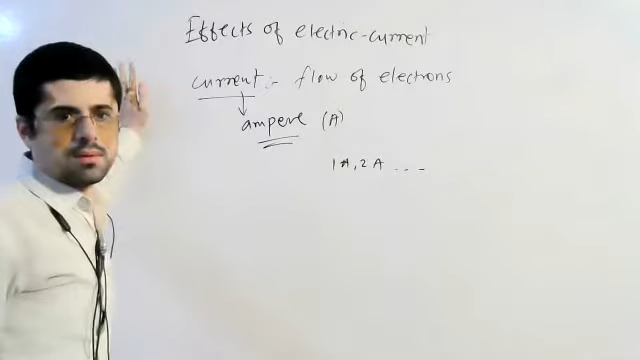 Effects of electric-current
current :- flow of electrons
ampere (A)
1A, 2A ...